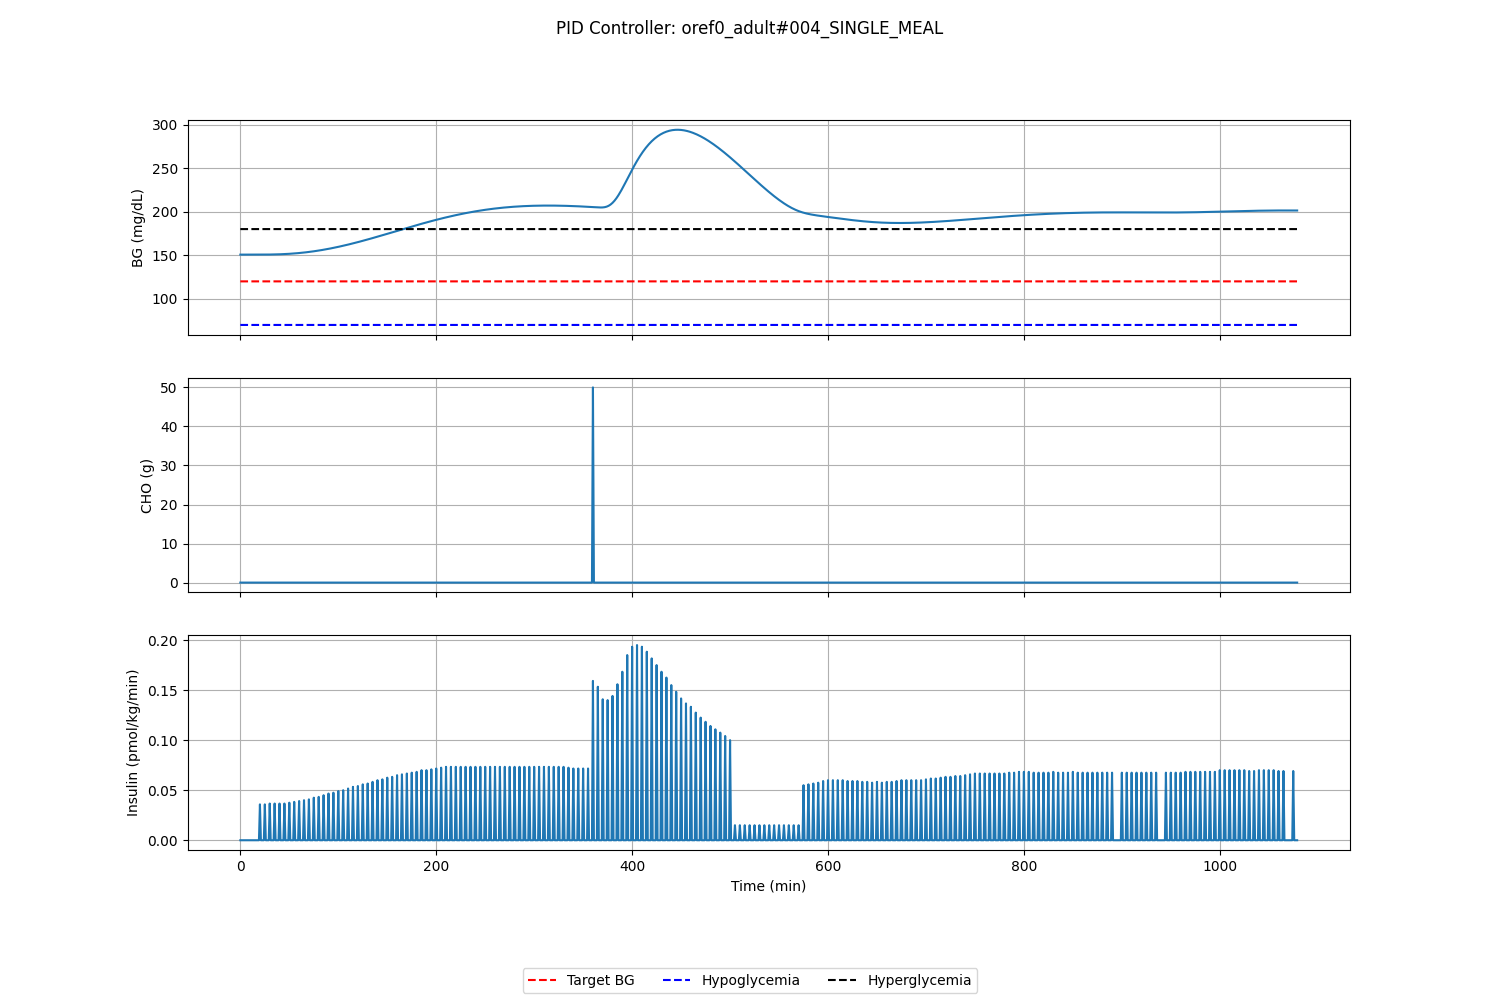 PID Controller: oref0_adult#004_SINGLE_MEAL
300
250
200
150
100
BG (mg/dL)
50
40
30
20
10
0
CHO (g)
0.20
0.15
0.10
0.05
0.00
Insulin (pmol/kg/min)
0 200 400 600 800 1000
Time (min)
Target BG Hypoglycemia Hyperglycemia